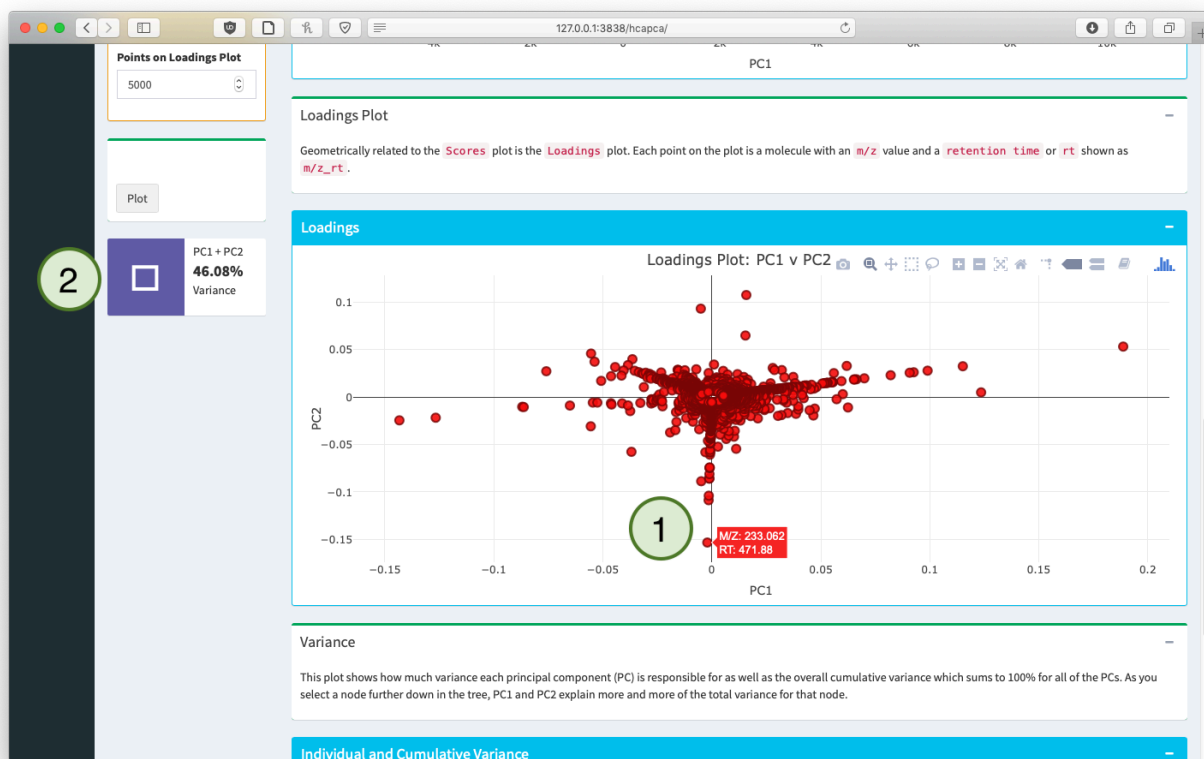 127.0.0.1:3838/hcapca/
Points on Loadings Plot
5000
Plot
2
PC1 + PC2
46.08%
Variance
PC1
Loadings Plot
Geometrically related to the Scores plot is the Loadings plot. Each point on the plot is a molecule with an m/z value and a retention time or rt shown as
m/z_rt .
Loadings
Loadings Plot: PC1 v PC2
0.1
0.05
0
−0.05
−0.1
−0.15
PC2
1
M/Z: 233.062
RT: 471.88
−0.15
−0.1
−0.05
0
0.05
0.1
0.15
0.2
PC1
Variance
This plot shows how much variance each principal component (PC) is responsible for as well as the overall cumulative variance which sums to 100% for all of the PCs. As you
select a node further down in the tree, PC1 and PC2 explain more and more of the total variance for that node.
Individual and Cumulative Variance